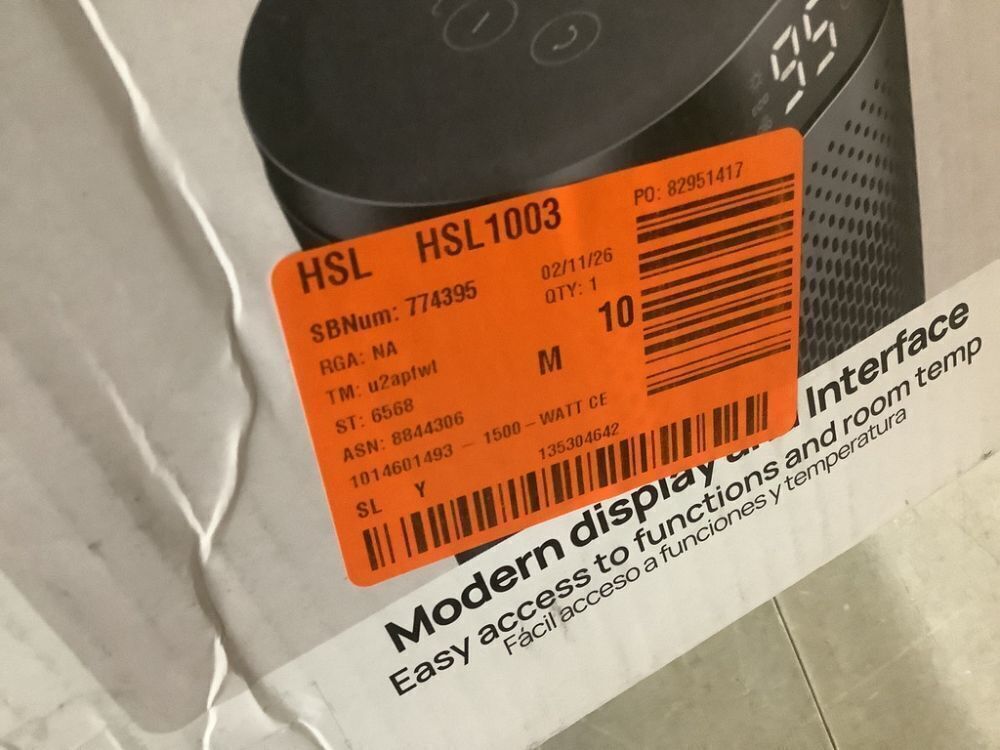 95
HSL HSL1003
PO: 82951417
SBNum: 774395
02/11/26
RGA: NA
QTY: 1
TM: u2apfwt
10
ST: 6568
M
ASN: 8844306
1014601493 - 1500-WATT CE
135304642
SL Y
Modern display Interface
Easy access to functions and room temp
Fácil acceso a funciones y temperatura